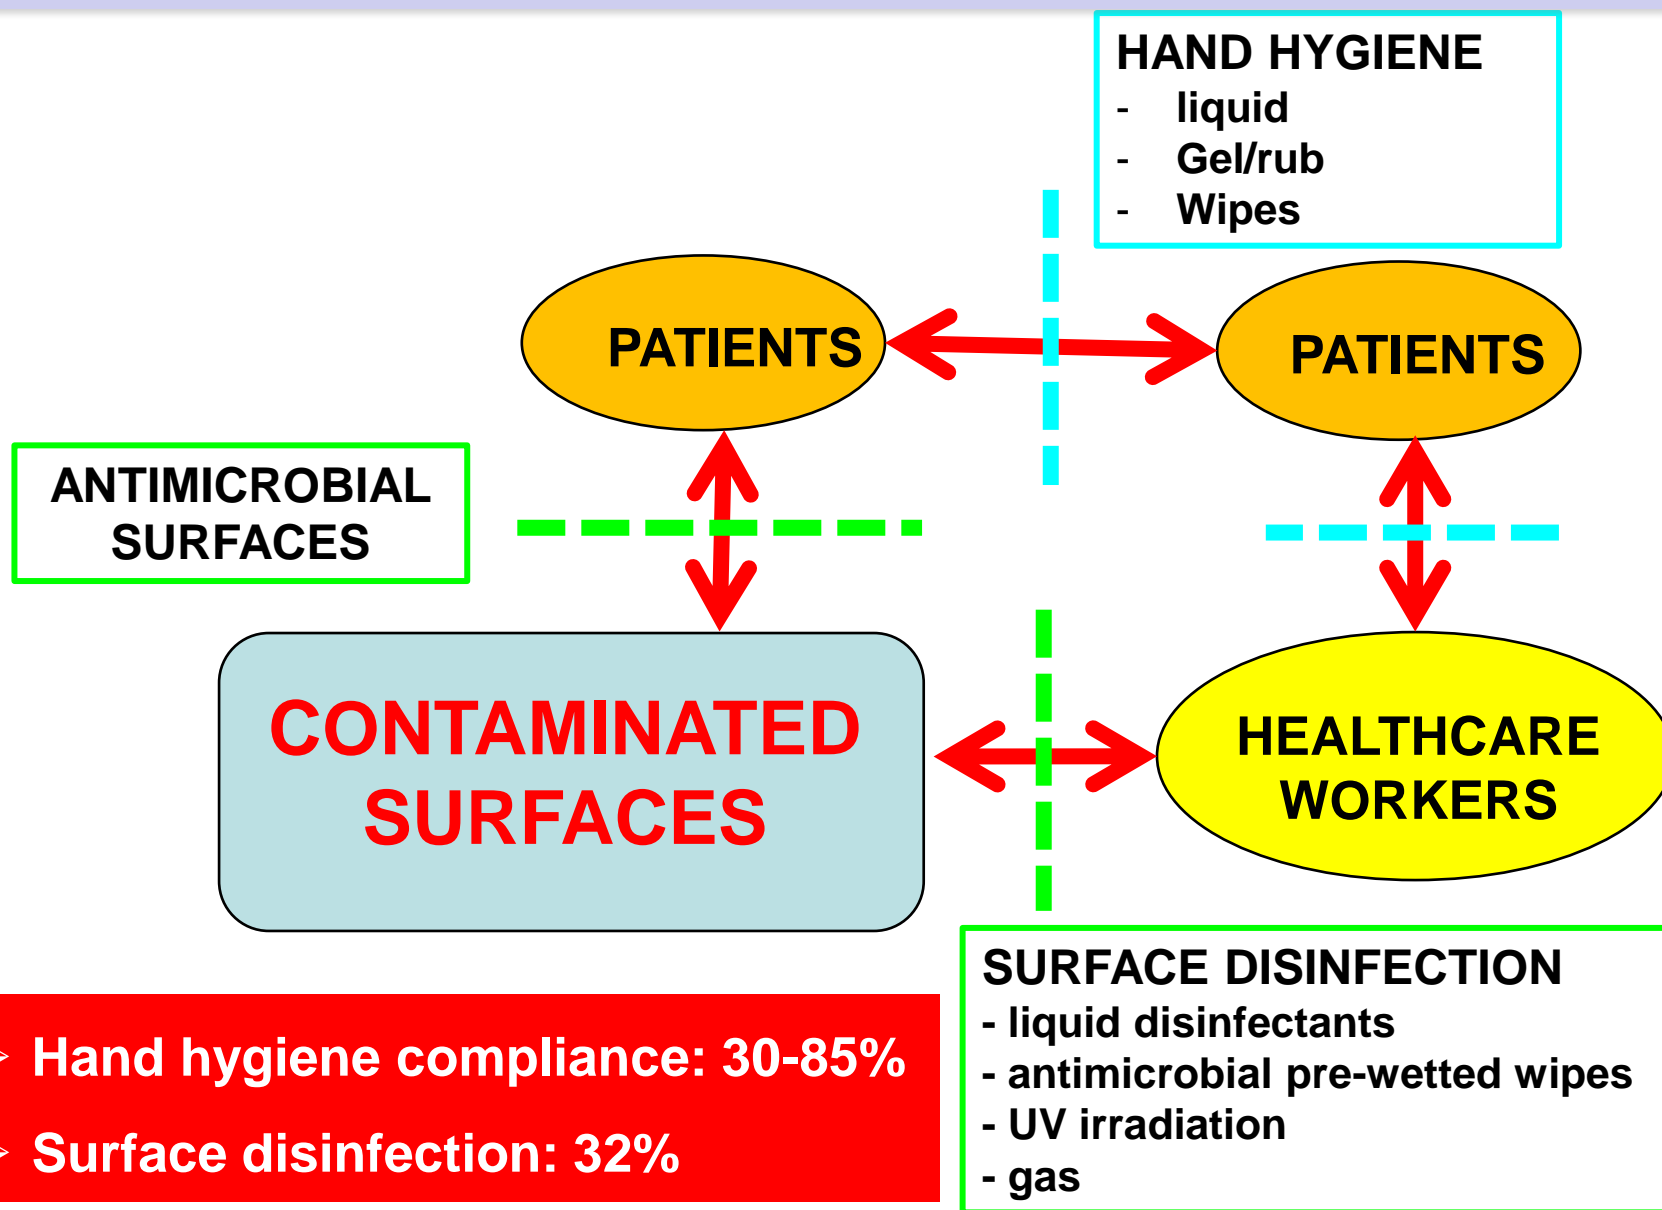 HAND HYGIENE
- liquid
- Gel/rub
- Wipes
PATIENTS
PATIENTS
ANTIMICROBIAL
SURFACES
CONTAMINATED
SURFACES
HEALTHCARE
WORKERS
SURFACE DISINFECTION
- liquid disinfectants
- antimicrobial pre-wetted wipes
- UV irradiation
- gas
➢ Hand hygiene compliance: 30-85%
➢ Surface disinfection: 32%